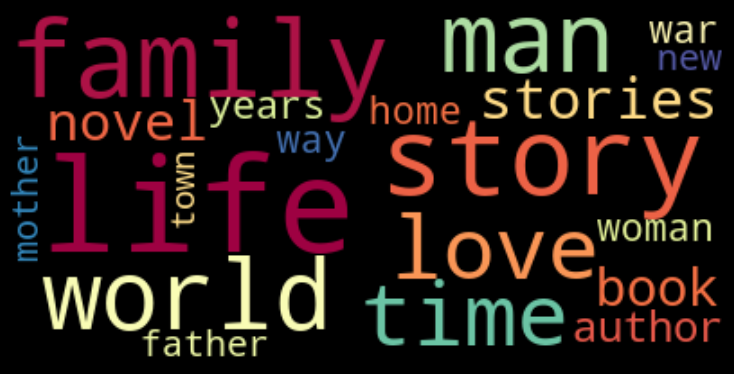 family
man
war
new
stories
years
home
novel
way
story
mother
town
life
woman
love
world
book
time
author
father